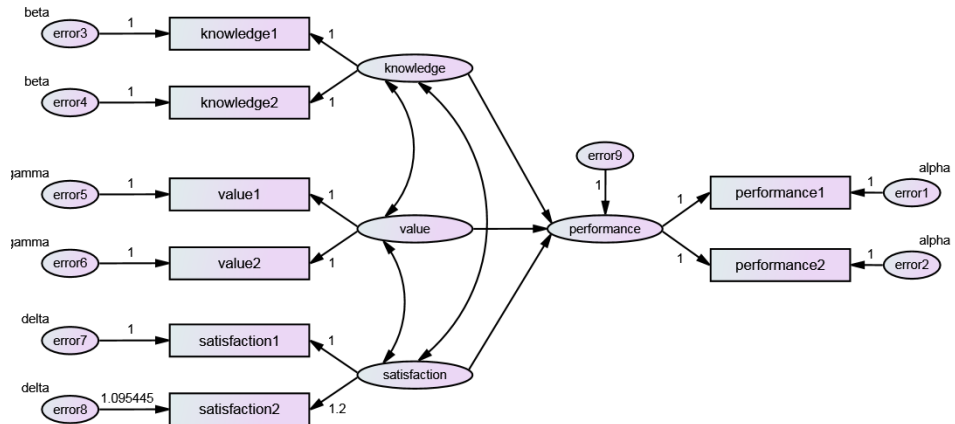 beta
error3
1
knowledge1
1
knowledge
beta
error4
1
knowledge2
1
gamma
error5
1
value1
1
value
gamma
error6
1
value2
1
delta
error7
1
satisfaction1
1
satisfaction
delta
error8
1.095445
satisfaction2
1.2
error9
1
performance
1
performance1
1
alpha
error1
1
performance2
1
alpha
error2